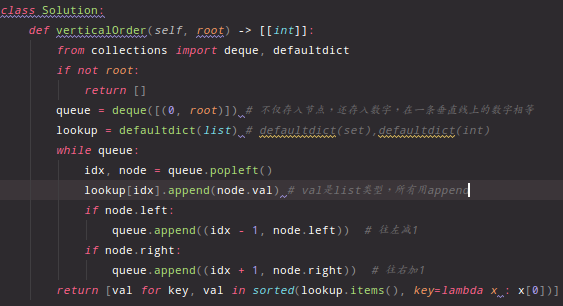 class Solution:
    def verticalOrder(self, root) -> [[int]]:
        from collections import deque, defaultdict
        if not root:
            return []
        queue = deque([(0, root)]) # 不仅存入节点，还存入数字，在一条垂直线上的数字相等
        lookup = defaultdict(list) # defaultdict(set),defaultdict(int)
        while queue:
            idx, node = queue.popleft()
            lookup[idx].append(node.val) # val是list类型，所有用append
            if node.left:
                queue.append((idx - 1, node.left))  # 往左减1
            if node.right:
                queue.append((idx + 1, node.right))  # 往右加1
        return [val for key, val in sorted(lookup.items(), key=lambda x : x[0])]